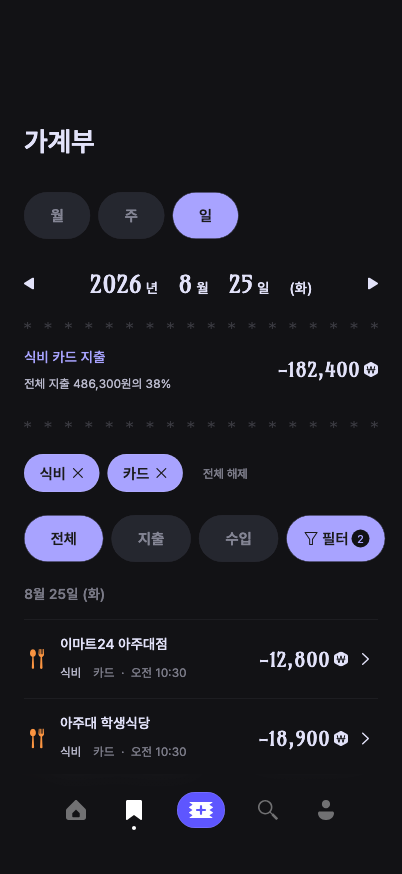 가계부
월 주 일
2026 년 8 월 25 일 (화)
* * * * * * * * * * * * * * * * * *
식비 카드 지출
-182,400 ₩
전체 지출 486,300원의 38%
* * * * * * * * * * * * * * * * * *
식비 × 카드 × 전체 해제
전체 지출 수입 필터 2
8월 25일 (화)
이마트24 아주대점
-12,800 ₩
식비 카드 · 오전 10:30
아주대 학생식당
-18,900 ₩
식비 카드 · 오전 10:30